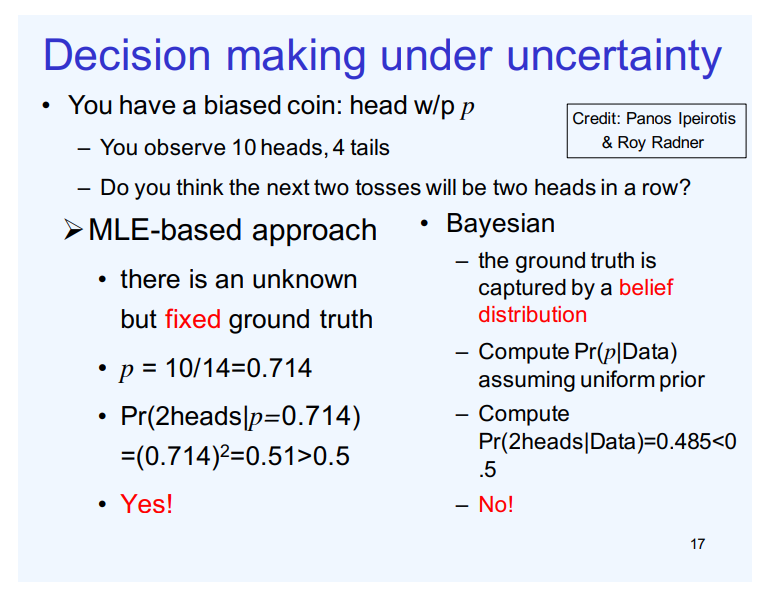 Decision making under uncertainty
• You have a biased coin: head w/p p
Credit: Panos Ipeirotis
& Roy Radner
– You observe 10 heads, 4 tails
– Do you think the next two tosses will be two heads in a row?
➢ MLE-based approach
• there is an unknown
but fixed ground truth
• p = 10/14=0.714
• Pr(2heads|p=0.714)
=(0.714)²=0.51>0.5
• Yes!
• Bayesian
– the ground truth is
captured by a belief
distribution
– Compute Pr(p|Data)
assuming uniform prior
– Compute
Pr(2heads|Data)=0.485<0
.5
– No!
17